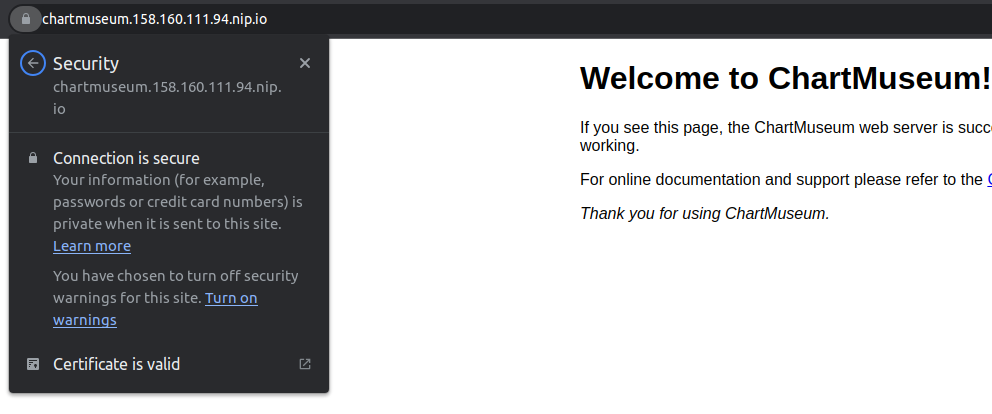 chartmuseum.158.160.111.94.nip.io
Security
chartmuseum.158.160.111.94.nip.
io
Connection is secure
Your information (for example,
passwords or credit card numbers) is
private when it is sent to this site.
Learn more
You have chosen to turn off security
warnings for this site. Turn on
warnings
Certificate is valid
Welcome to ChartMuseum!
If you see this page, the ChartMuseum web server is
working.
For online documentation and support please refer to the
Thank you for using ChartMuseum.